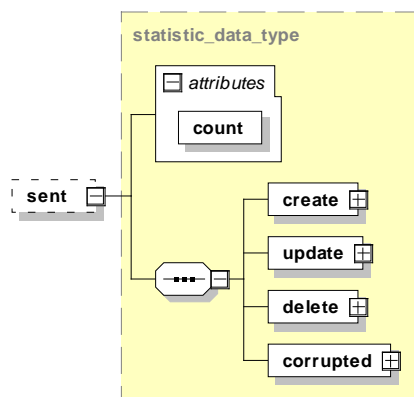 statistic_data_type
attributes
count
sent
create
update
delete
corrupted